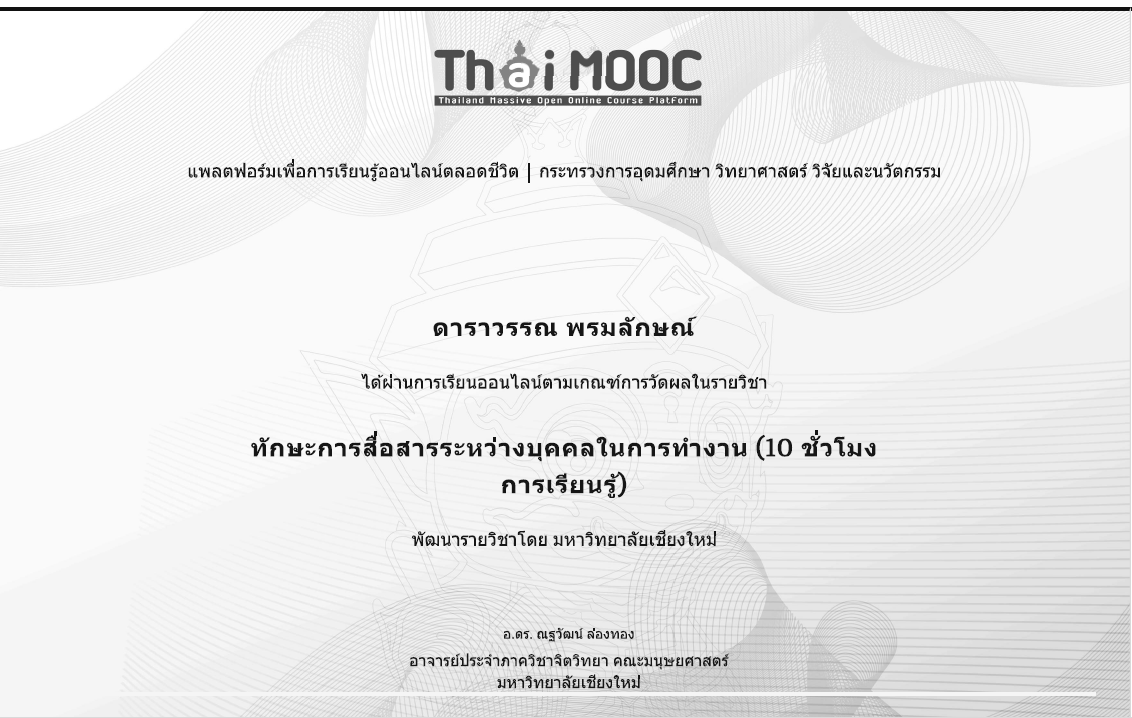 Thai MOOC
Thailand Massive Open Online Course PlatForm
แพลตฟอร์มเพื่อการเรียนรู้ออนไลน์ตลอดชีวิต | กระทรวงการอุดมศึกษา วิทยาศาสตร์ วิจัยและนวัตกรรม
ดาราวรรณ พรมลักษณ์
ได้ผ่านการเรียนออนไลน์ตามเกณฑ์การวัดผลในรายวิชา
ทักษะการสื่อสารระหว่างบุคคลในการทำงาน (10 ชั่วโมง
การเรียนรู้)
พัฒนารายวิชาโดย มหาวิทยาลัยเชียงใหม่
อ.ดร. ณฐวัฒน์ ล่องทอง
อาจารย์ประจำภาควิชาจิตวิทยา คณะมนุษยศาสตร์
มหาวิทยาลัยเชียงใหม่